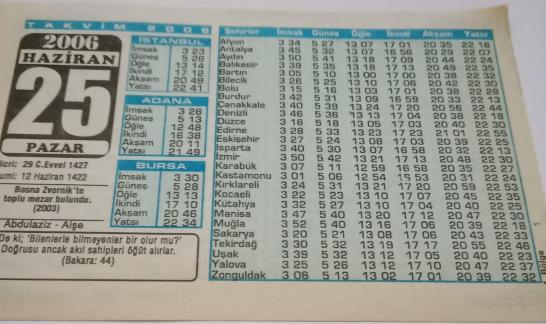 TAKVİM 2006
2006
HAZİRAN
25
PAZAR
Hicri: 29 C.Evvel 1427
Rumi: 12 Haziran 1422
Bosna Zvornik'te
toplu mezar bulundu.
(2003)
Abdulaziz - Aişe
De ki; 'Bilenlerle bilmeyenler bir olur mu?'
Doğrusu ancak akıl sahipleri öğüt alırlar.
(Bakara: 44)
İSTANBUL
İmsak 3 23
Güneş 5 26
Öğle 13 14
İkindi 17 12
Akşam 20 49
Yatsı 22 41
ADANA
İmsak 3 26
Güneş 5 13
Öğle 12 48
İkindi 16 38
Akşam 20 11
Yatsı 21 49
BURSA
İmsak 3 30
Güneş 5 28
Öğle 13 13
İkindi 17 10
Akşam 20 46
Yatsı 22 34
Şehirler İmsak Güneş Öğle İkindi Akşam Yatsı
Afyon 3 34 5 27 13 07 17 01 20 35 22 18
Antalya 3 45 5 32 13 07 16 56 20 29 22 07
Aydın 3 50 5 41 13 18 17 09 20 44 22 24
Balıkesir 3 39 5 35 13 18 17 13 20 49 22 35
Bartın 3 05 5 10 13 00 17 00 20 38 22 32
Bilecik 3 26 5 25 13 10 17 06 20 42 22 30
Bolu 3 15 5 16 13 03 17 01 20 38 22 28
Burdur 3 42 5 31 13 09 16 59 20 33 22 13
Çanakkale 3 40 5 39 13 24 17 20 20 56 22 44
Denizli 3 46 5 36 13 13 17 04 20 38 22 18
Düzce 3 16 5 18 13 05 17 03 20 40 22 30
Edirne 3 28 5 33 13 23 17 23 21 01 22 55
Eskişehir 3 27 5 24 13 08 17 03 20 39 22 25
Isparta 3 40 5 30 13 07 16 58 20 32 22 13
İzmir 3 50 5 42 13 21 17 13 20 48 22 30
Karabük 3 07 5 11 12 59 16 58 20 35 22 27
Kastamonu 3 01 5 06 12 54 15 53 20 31 22 24
Kırklareli 3 24 5 31 13 21 17 20 20 59 22 53
Kocaeli 3 22 5 23 13 10 17 07 20 45 22 35
Kütahya 3 32 5 27 13 10 17 04 20 40 22 25
Manisa 3 47 5 40 13 20 17 12 20 47 22 30
Muğla 3 52 5 40 13 16 17 06 20 39 22 18
Sakarya 3 20 5 21 13 08 17 06 20 43 22 33
Tekirdağ 3 30 5 32 13 19 17 17 20 55 22 46
Uşak 3 39 5 32 13 12 17 05 20 40 22 23
Yalova 3 25 5 26 13 12 17 10 20 47 22 37
Zonguldak 3 08 5 13 13 02 17 01 20 39 22 32
1
Bölge